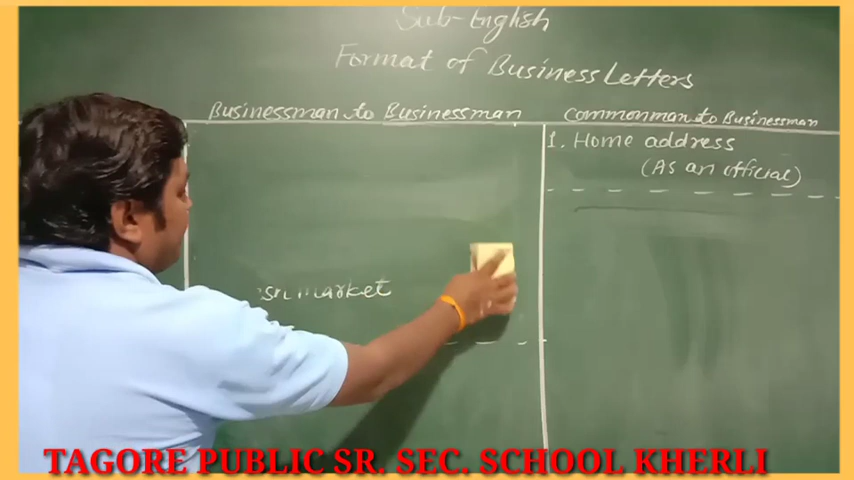 Sub-English
Format of Business Letters
Businessman to Businessman
commonman to Businessman
1. Home address
(As an official)
market
TAGORE PUBLIC SR. SEC. SCHOOL KHERLI